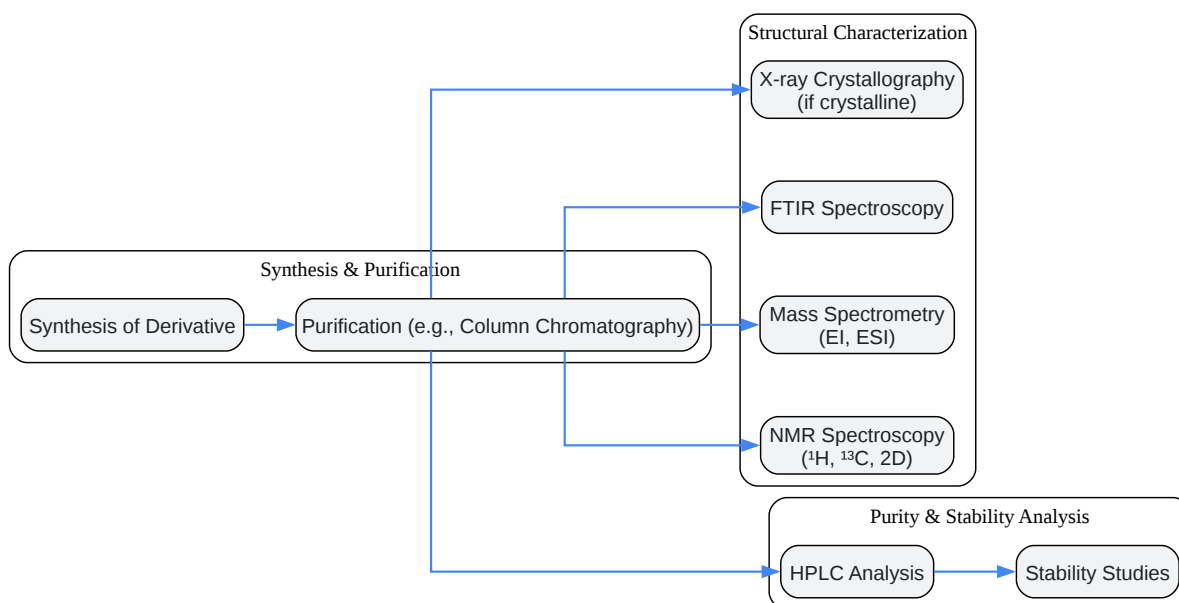 Structural Characterization
X-ray Crystallography
(if crystalline)
FTIR Spectroscopy
Synthesis & Purification
Synthesis of Derivative
Purification (e.g., Column Chromatography)
Mass Spectrometry
(EI, ESI)
NMR Spectroscopy
(¹H, ¹³C, 2D)
Purity & Stability Analysis
HPLC Analysis
Stability Studies